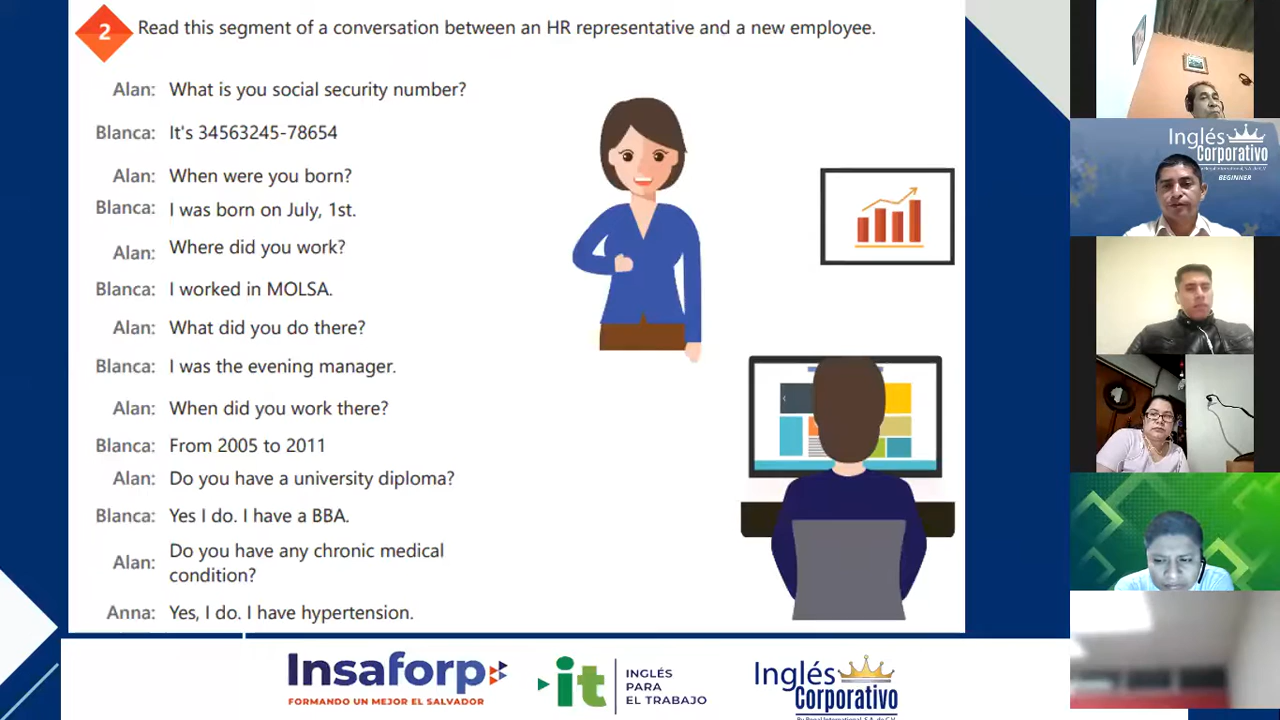 2
Read this segment of a conversation between an HR representative and a new employee.
Alan: What is you social security number?
Blanca: It's 34563245-78654
Alan: When were you born?
Blanca: I was born on July, 1st.
Alan: Where did you work?
Blanca: I worked in MOLSA.
Alan: What did you do there?
Blanca: I was the evening manager.
Alan: When did you work there?
Blanca: From 2005 to 2011
Alan: Do you have a university diploma?
Blanca: Yes I do. I have a BBA.
Alan: Do you have any chronic medical
condition?
Anna: Yes, I do. I have hypertension.
Insaforp
FORMANDO UN MEJOR EL SALVADOR
it
INGLÉS
PARA
EL TRABAJO
Inglés
Corporativo
Inglés
Corporativo
BEGINNER